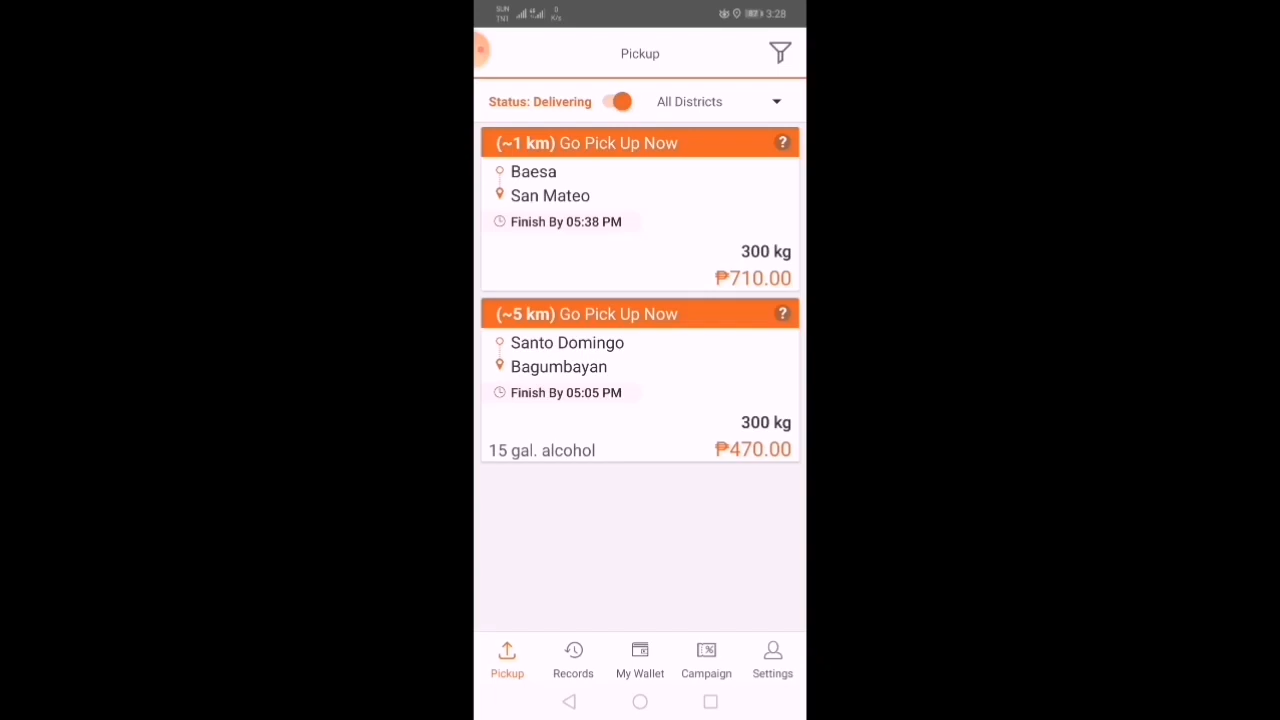 SUN
TNT
4G
0
K/s
3:28
Pickup
Status: Delivering
All Districts
(~1 km) Go Pick Up Now
?
Baesa
San Mateo
Finish By 05:38 PM
300 kg
₱710.00
(~5 km) Go Pick Up Now
?
Santo Domingo
Bagumbayan
Finish By 05:05 PM
300 kg
15 gal. alcohol
₱470.00
Pickup
Records
My Wallet
Campaign
Settings